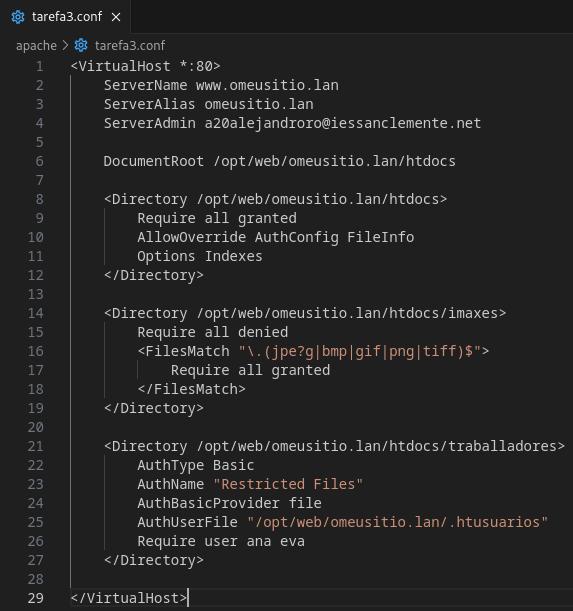 tarefa3.conf
apache > tarefa3.conf
1 <VirtualHost *:80>
2 ServerName www.omeusitio.lan
3 ServerAlias omeusitio.lan
4 ServerAdmin a20alejandroro@iessanclemente.net
5
6 DocumentRoot /opt/web/omeusitio.lan/htdocs
7
8 <Directory /opt/web/omeusitio.lan/htdocs>
9 Require all granted
10 AllowOverride AuthConfig FileInfo
11 Options Indexes
12 </Directory>
13
14 <Directory /opt/web/omeusitio.lan/htdocs/imaxes>
15 Require all denied
16 <FilesMatch "\.(jpe?g|bmp|gif|png|tiff)$">
17 Require all granted
18 </FilesMatch>
19 </Directory>
20
21 <Directory /opt/web/omeusitio.lan/htdocs/traballadores>
22 AuthType Basic
23 AuthName "Restricted Files"
24 AuthBasicProvider file
25 AuthUserFile "/opt/web/omeusitio.lan/.htusuarios"
26 Require user ana eva
27 </Directory>
28
29 </VirtualHost>